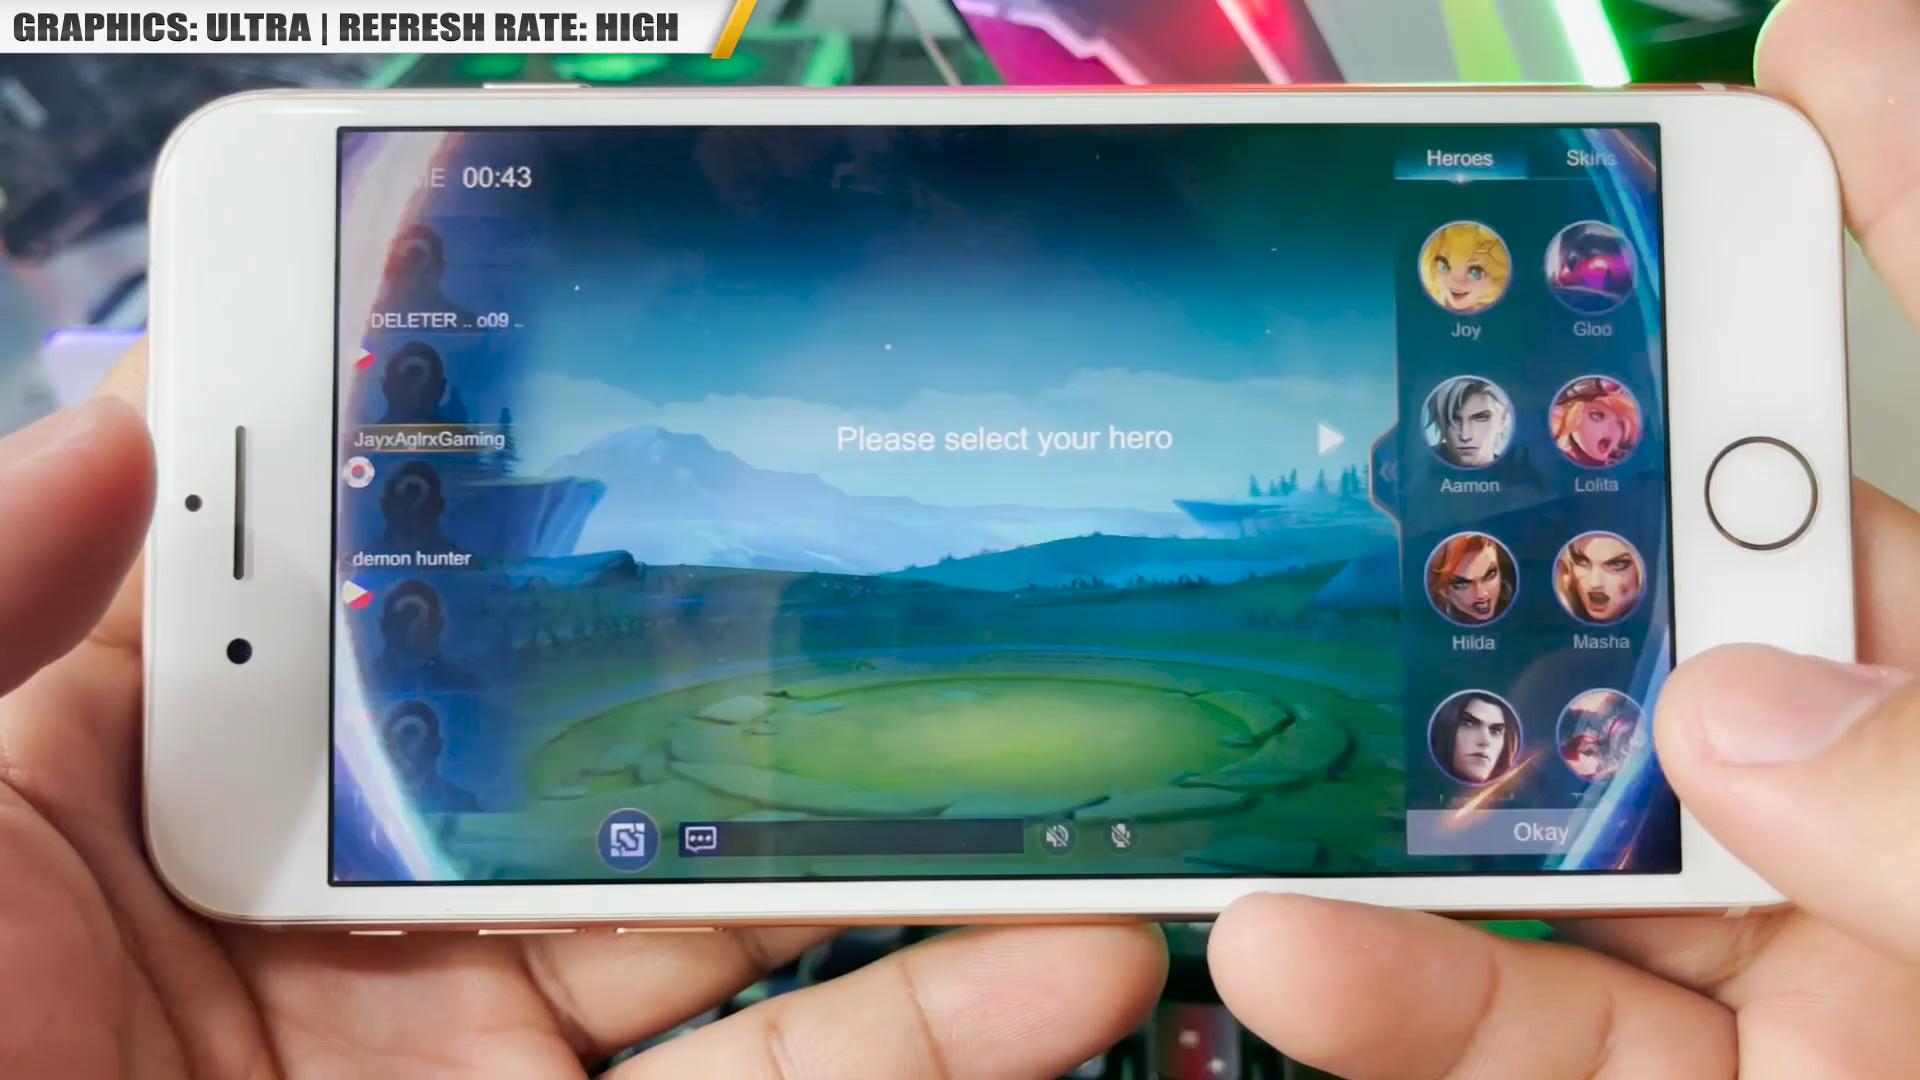 GRAPHICS: ULTRA | REFRESH RATE: HIGH
00:43
Heroes
Skins
DELETER .. o09 ..
Joy
Gloo
JayxAglrxGaming
Please select your hero
Aamon
Lolita
demon hunter
Hilda
Masha
Okay